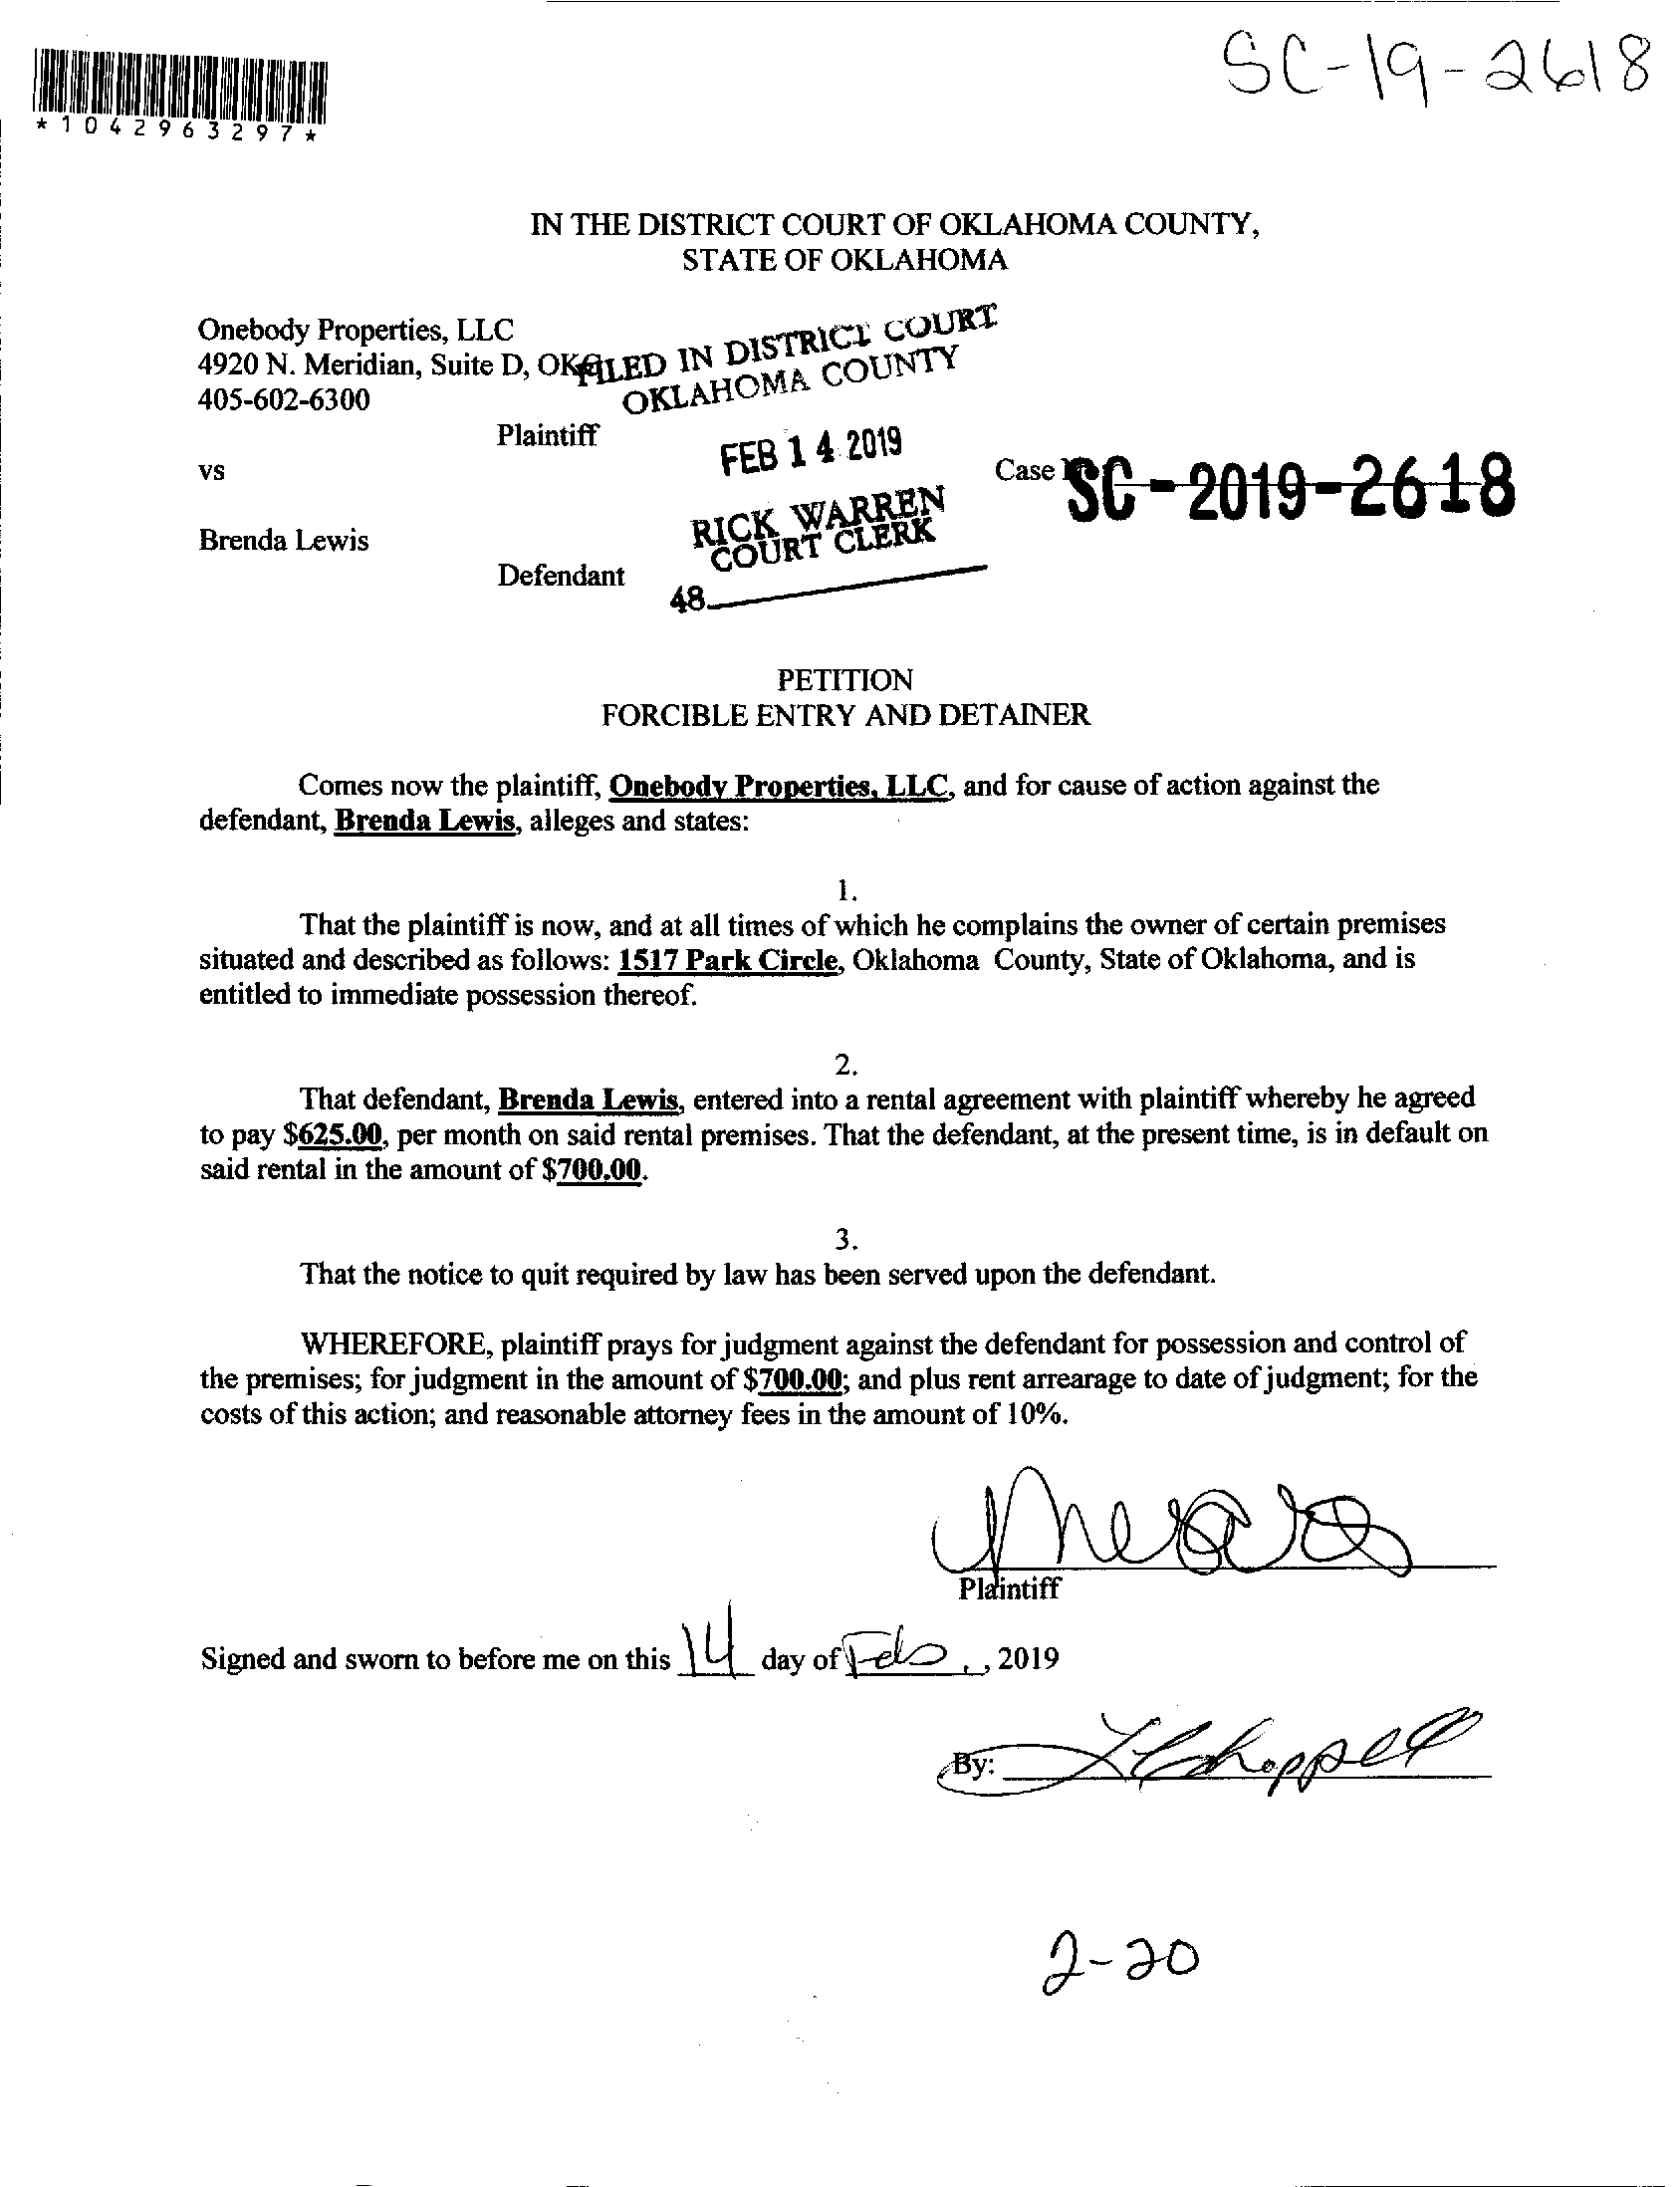 SC-19-2618
*1042963297*
IN THE DISTRICT COURT OF OKLAHOMA COUNTY,
STATE OF OKLAHOMA
Onebody Properties, LLC
4920 N. Meridian, Suite D,
405-602-6300
Plaintiff
vs
Brenda Lewis
Defendant
FILED IN DISTRICT COURT
OKLAHOMA COUNTY
FEB 14 2019
RICK WARREN
COURT CLERK
48
Case SC-2019-2618
PETITION
FORCIBLE ENTRY AND DETAINER
Comes now the plaintiff, Onebody Properties, LLC, and for cause of action against the
defendant, Brenda Lewis, alleges and states:
1.
That the plaintiff is now, and at all times of which he complains the owner of certain premises
situated and described as follows: 1517 Park Circle, Oklahoma County, State of Oklahoma, and is
entitled to immediate possession thereof.
2.
That defendant, Brenda Lewis, entered into a rental agreement with plaintiff whereby he agreed
to pay $625.00, per month on said rental premises. That the defendant, at the present time, is in default on
said rental in the amount of $700.00.
3.
That the notice to quit required by law has been served upon the defendant.
WHEREFORE, plaintiff prays for judgment against the defendant for possession and control of
the premises; for judgment in the amount of $700.00; and plus rent arrearage to date of judgment; for the
costs of this action; and reasonable attorney fees in the amount of 10%.
Plaintiff
Signed and sworn to before me on this 14 day of Feb, 2019
By:
2-20